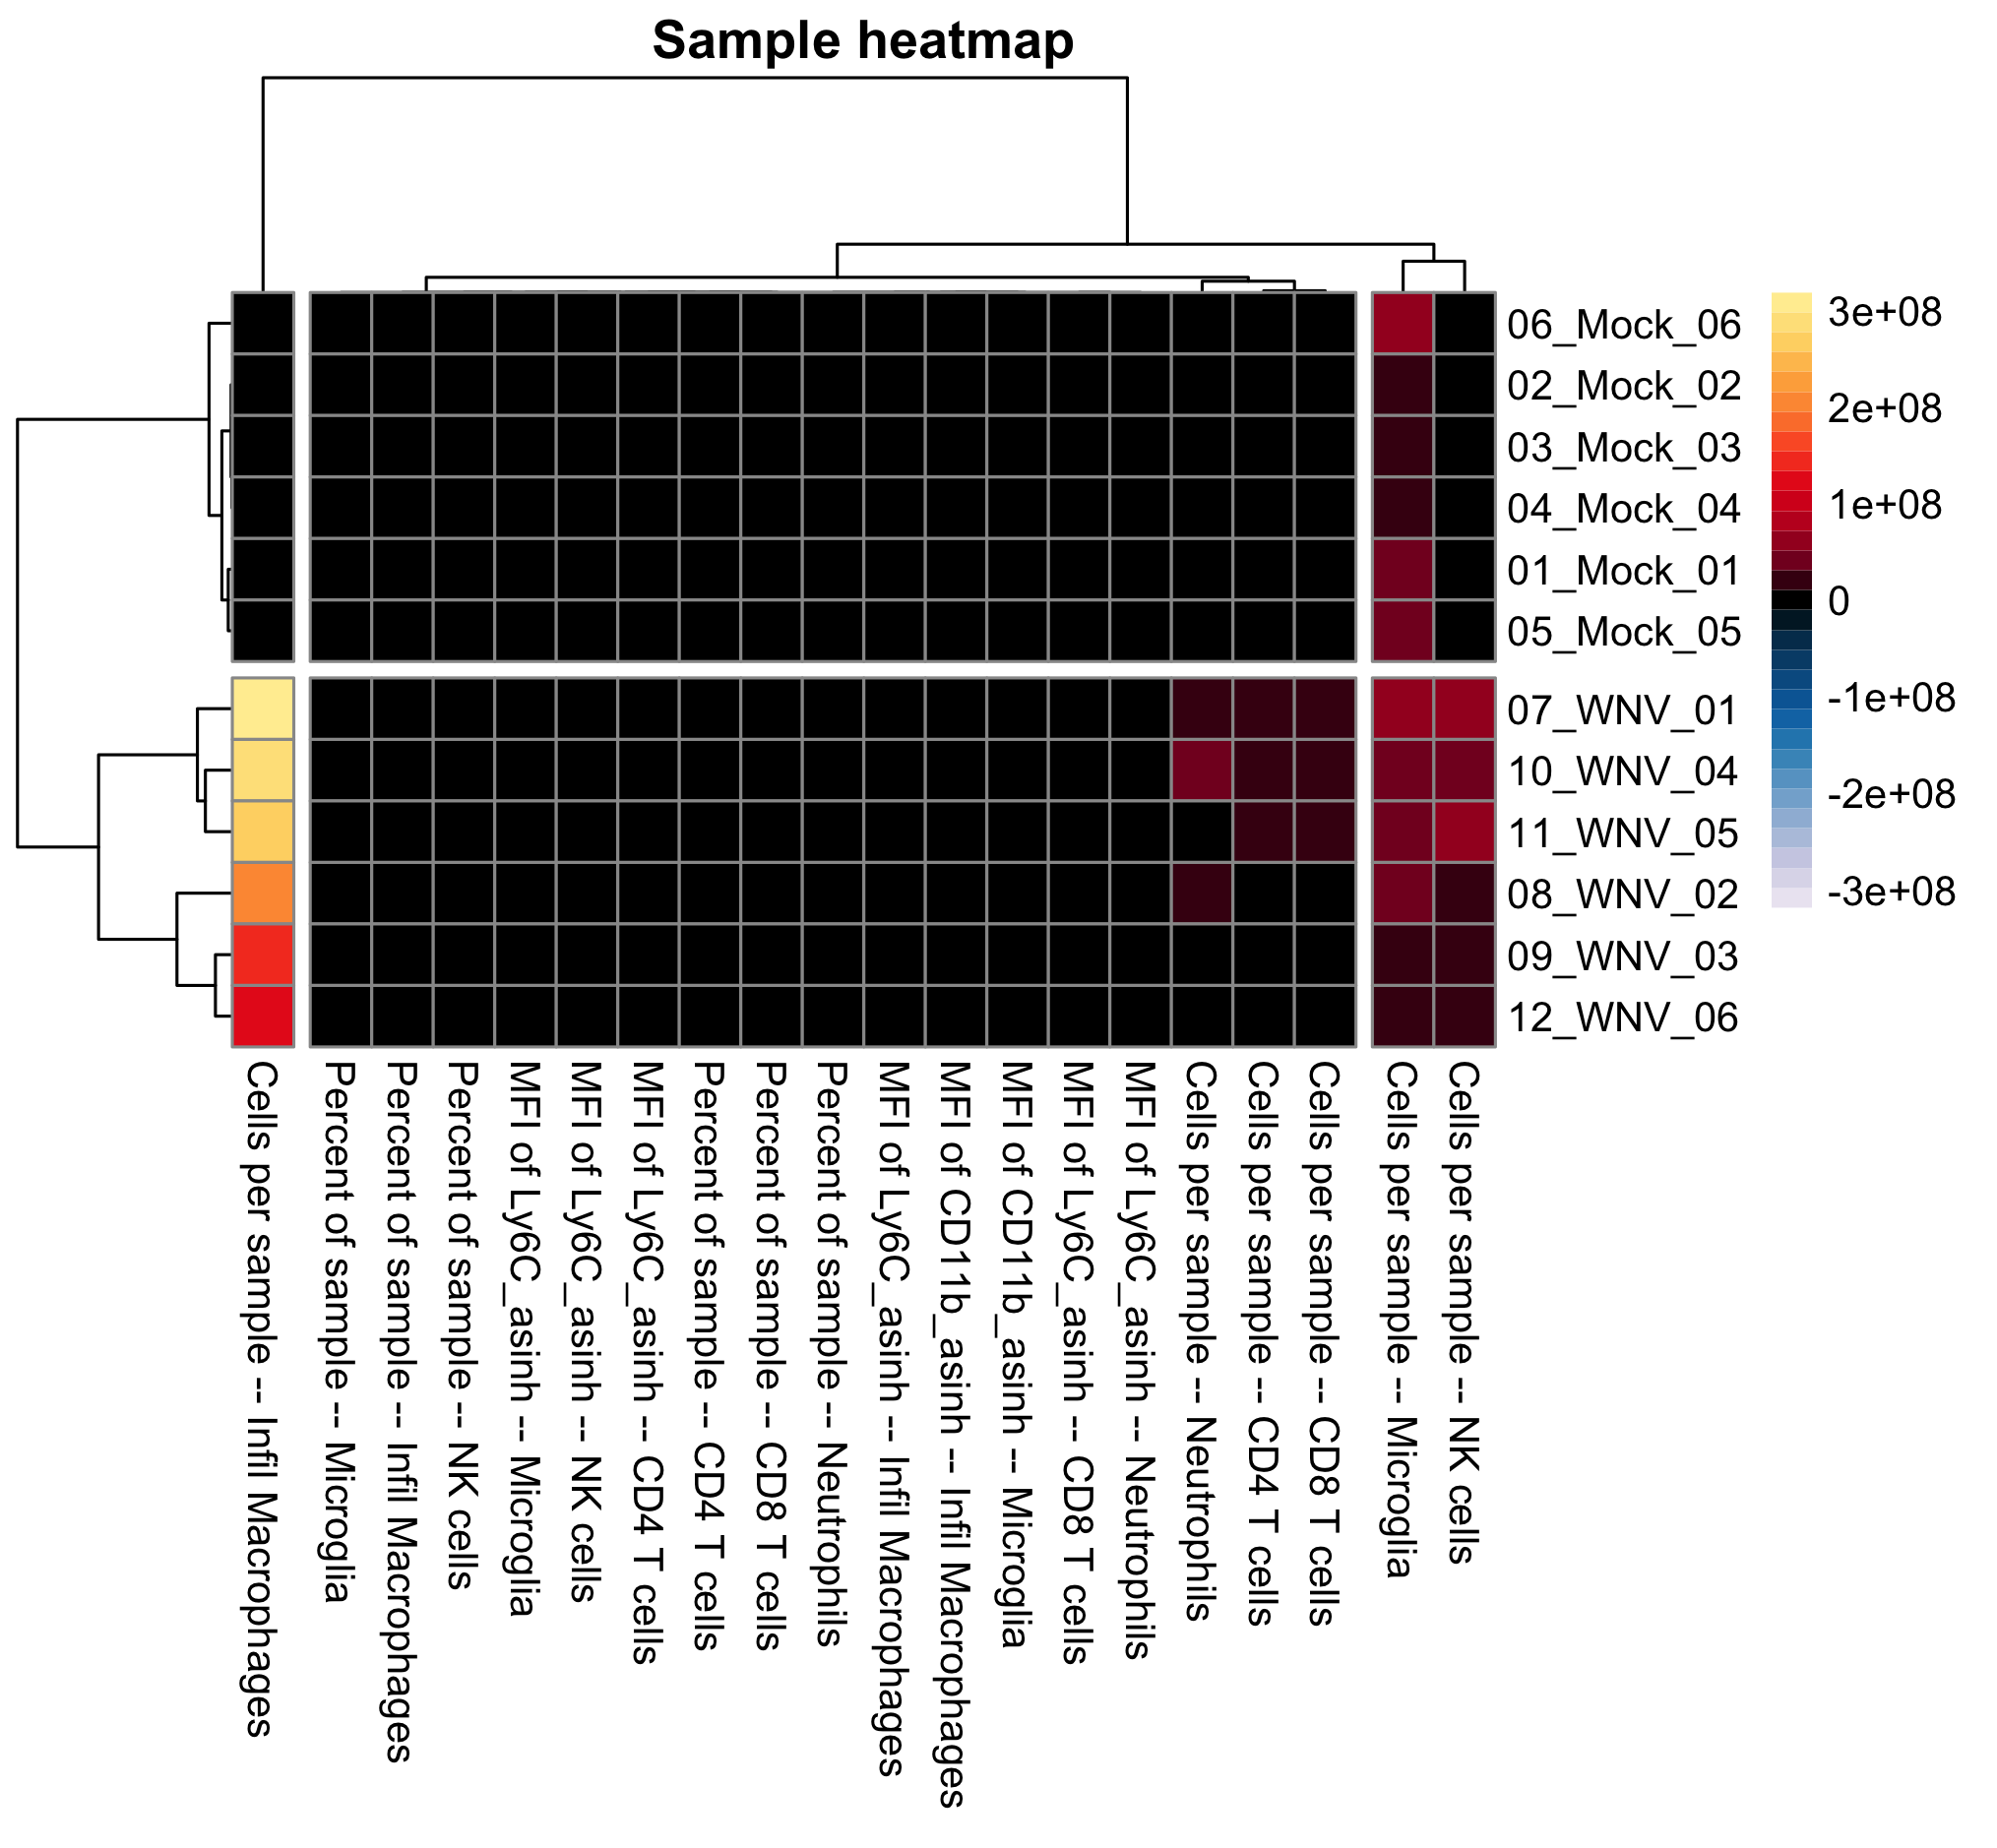 Sample heatmap
06_Mock_06
02_Mock_02
03_Mock_03
04_Mock_04
01_Mock_01
05_Mock_05
07_WNV_01
10_WNV_04
11_WNV_05
08_WNV_02
09_WNV_03
12_WNV_06
3e+08
2e+08
1e+08
0
-1e+08
-2e+08
-3e+08
Cells per sample -- Infil Macrophages
Percent of sample -- Microglia
Percent of sample -- Infil Macrophages
Percent of sample -- NK cells
MFI of Ly6C_asinh -- Microglia
MFI of Ly6C_asinh -- NK cells
MFI of Ly6C_asinh -- CD4 T cells
Percent of sample -- CD4 T cells
Percent of sample -- CD8 T cells
Percent of sample -- Neutrophils
MFI of Ly6C_asinh -- Infil Macrophages
MFI of CD11b_asinh -- Infil Macrophages
MFI of CD11b_asinh -- Microglia
MFI of Ly6C_asinh -- CD8 T cells
MFI of Ly6C_asinh -- Neutrophils
Cells per sample -- Neutrophils
Cells per sample -- CD4 T cells
Cells per sample -- CD8 T cells
Cells per sample -- Microglia
Cells per sample -- NK cells